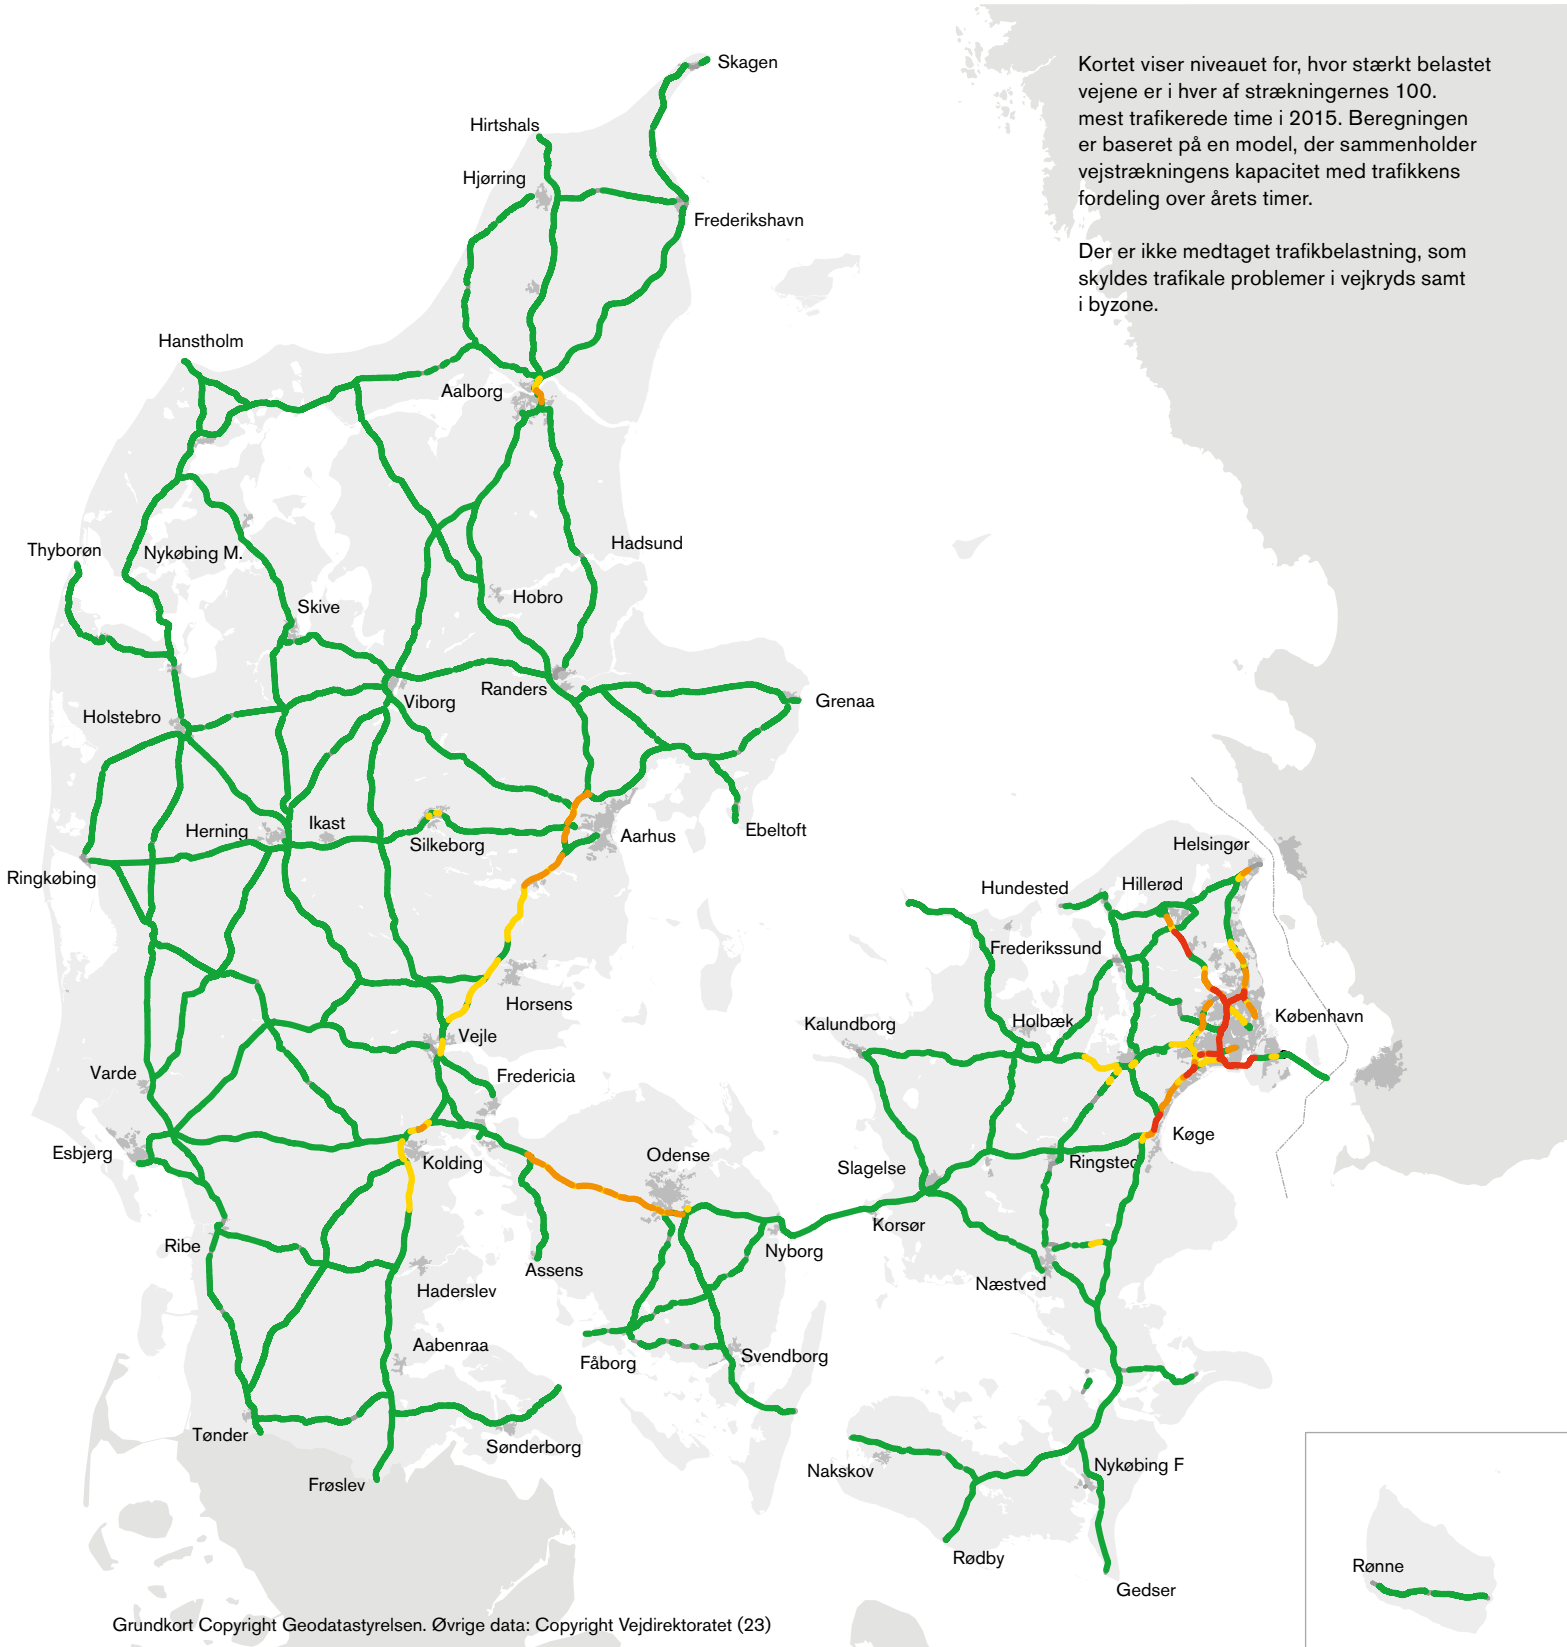 Skagen
Kortet viser niveauet for, hvor stærkt belastet
vejene er i hver af strækningernes 100.
mest trafikerede time i 2015. Beregningen
er baseret på en model, der sammenholder
vejstrækningens kapacitet med trafikkens
fordeling over årets timer.
Der er ikke medtaget trafikbelastning, som
skyldes trafikale problemer i vejkryds samt
i byzone.
Hirtshals
Hjørring
Frederikshavn
Hanstholm
Aalborg
Thyborøn
Nykøbing M.
Hadsund
Hobro
Skive
Randers
Viborg
Grenaa
Holstebro
Herning
Ikast
Silkeborg
Aarhus
Ebeltoft
Ringkøbing
Helsingør
Hundested
Hillerød
Frederikssund
Horsens
Kalundborg
Holbæk
København
Vejle
Varde
Fredericia
Esbjerg
Kolding
Odense
Slagelse
Ringsted
Køge
Korsør
Ribe
Nyborg
Assens
Næstved
Haderslev
Aabenraa
Fåborg
Svendborg
Tønder
Sønderborg
Frøslev
Nakskov
Nykøbing F
Rødby
Gedser
Rønne
Grundkort Copyright Geodatastyrelsen. Øvrige data: Copyright Vejdirektoratet (23)